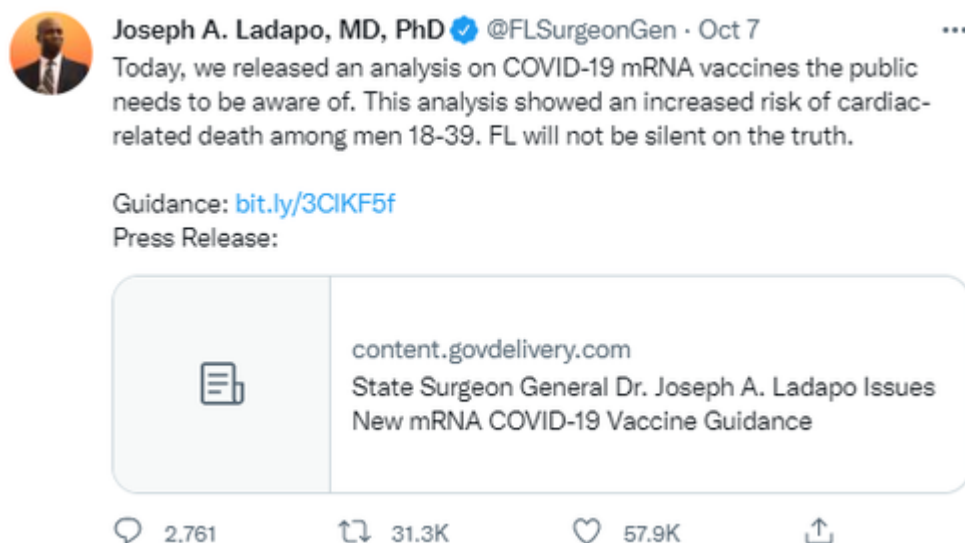 Joseph A. Ladapo, MD, PhD @FLSurgeonGen · Oct 7
Today, we released an analysis on COVID-19 mRNA vaccines the public
needs to be aware of. This analysis showed an increased risk of cardiac-
related death among men 18-39. FL will not be silent on the truth.
Guidance: bit.ly/3ClKF5f
Press Release:
content.govdelivery.com
State Surgeon General Dr. Joseph A. Ladapo Issues
New mRNA COVID-19 Vaccine Guidance
2,761 31.3K 57.9K